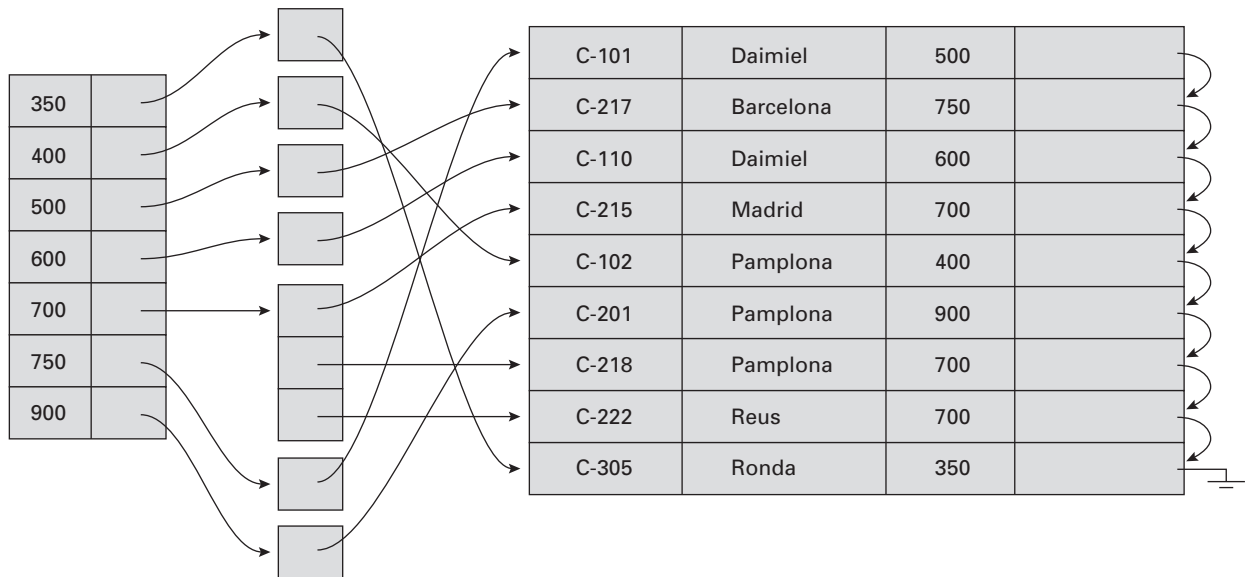 350
400
500
600
700
750
900
C-101 Daimiel 500
C-217 Barcelona 750
C-110 Daimiel 600
C-215 Madrid 700
C-102 Pamplona 400
C-201 Pamplona 900
C-218 Pamplona 700
C-222 Reus 700
C-305 Ronda 350